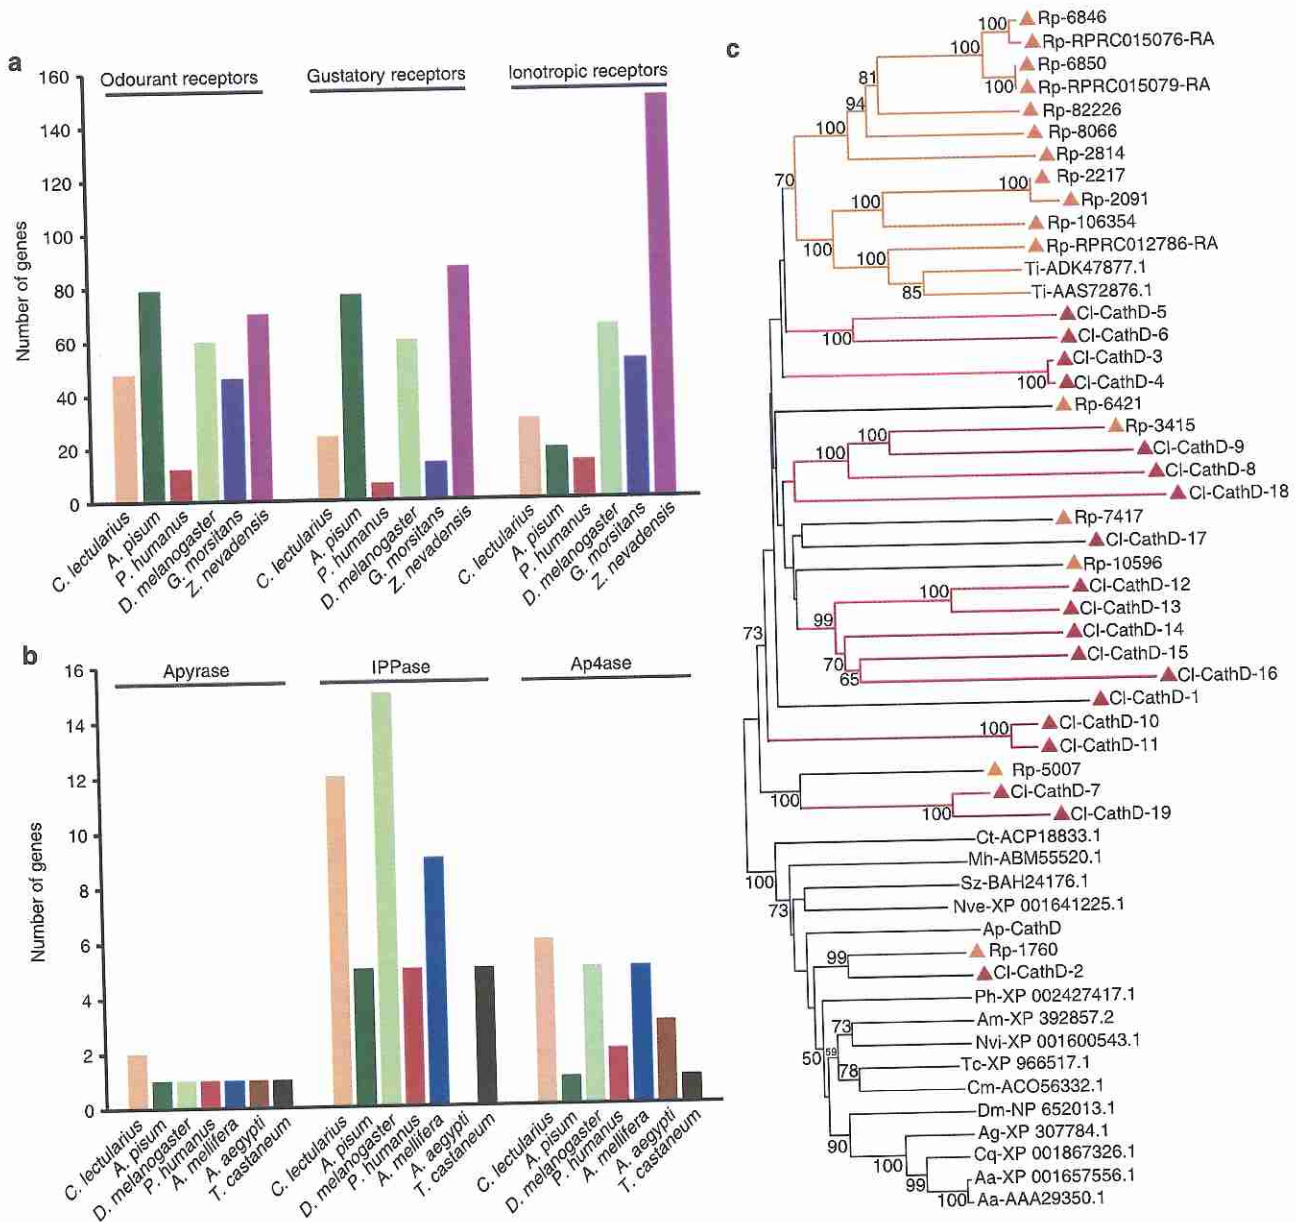 a
160
140
120
100
80
60
40
20
0
Number of genes
Odourant receptors
Gustatory receptors
Ionotropic receptors
C. lectularius
A. pisum
P. humanus
D. melanogaster
G. morsitans
Z. nevadensis
C. lectularius
A. pisum
P. humanus
D. melanogaster
G. morsitans
Z. nevadensis
C. lectularius
A. pisum
P. humanus
D. melanogaster
G. morsitans
Z. nevadensis
b
16
14
12
10
8
6
4
2
0
Number of genes
Apyrase
IPPase
Ap4ase
C. lectularius
A. pisum
D. melanogaster
P. humanus
A. mellifera
A. aegypti
T. castaneum
C. lectularius
A. pisum
D. melanogaster
P. humanus
A. mellifera
A. aegypti
T. castaneum
C. lectularius
A. pisum
D. melanogaster
P. humanus
A. mellifera
A. aegypti
T. castaneum
c
100 Rp-6846
Rp-RPRC015076-RA
100
Rp-6850
100 Rp-RPRC015079-RA
81
94
Rp-82226
100
Rp-8066
Rp-2814
70
100 Rp-2217
Rp-2091
100
Rp-106354
100
Rp-RPRC012786-RA
100
Ti-ADK47877.1
85
Ti-AAS72876.1
Cl-CathD-5
100
Cl-CathD-6
Cl-CathD-3
100 Cl-CathD-4
Rp-6421
Rp-3415
100
100
Cl-CathD-9
Cl-CathD-8
Cl-CathD-18
Rp-7417
Cl-CathD-17
Rp-10596
100
Cl-CathD-12
Cl-CathD-13
99
Cl-CathD-14
73
Cl-CathD-15
70
65
Cl-CathD-16
Cl-CathD-1
100
Cl-CathD-10
Cl-CathD-11
Rp-5007
100
Cl-CathD-7
100
Cl-CathD-19
Ct-ACP18833.1
Mh-ABM55520.1
100
Sz-BAH24176.1
73
Nve-XP 001641225.1
Ap-CathD
99
Rp-1760
Cl-CathD-2
Ph-XP 002427417.1
73
Am-XP 392857.2
Nvi-XP 001600543.1
50
59
Tc-XP 966517.1
78
Cm-ACO56332.1
Dm-NP 652013.1
90
Ag-XP 307784.1
100
Cq-XP 001867326.1
99
Aa-XP 001657556.1
100 Aa-AAA29350.1